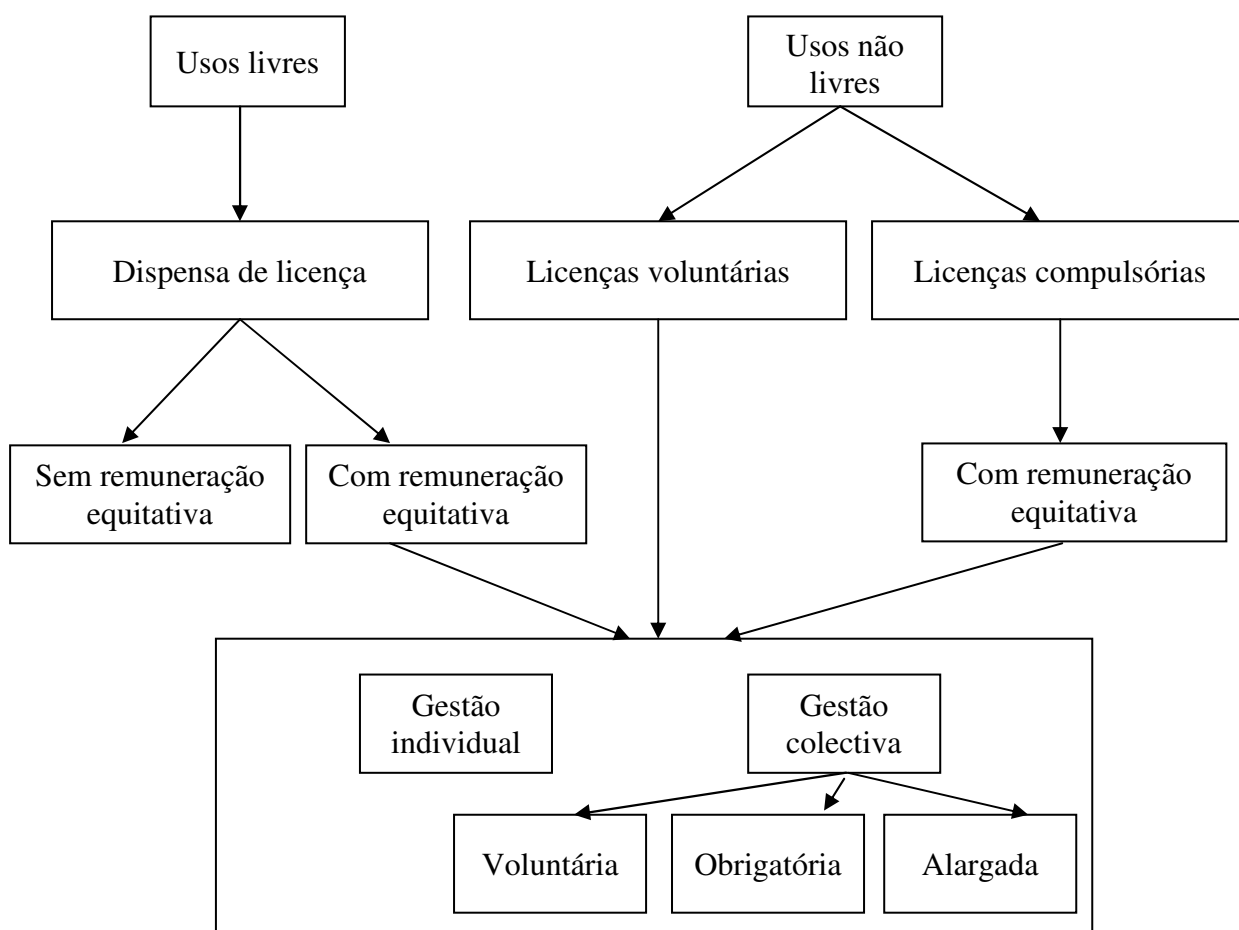 Usos livres
Usos não
livres
Dispensa de licença
Licenças voluntárias
Licenças compulsórias
Sem remuneração
equitativa
Com remuneração
equitativa
Com remuneração
equitativa
Gestão
individual
Gestão
colectiva
Voluntária
Obrigatória
Alargada